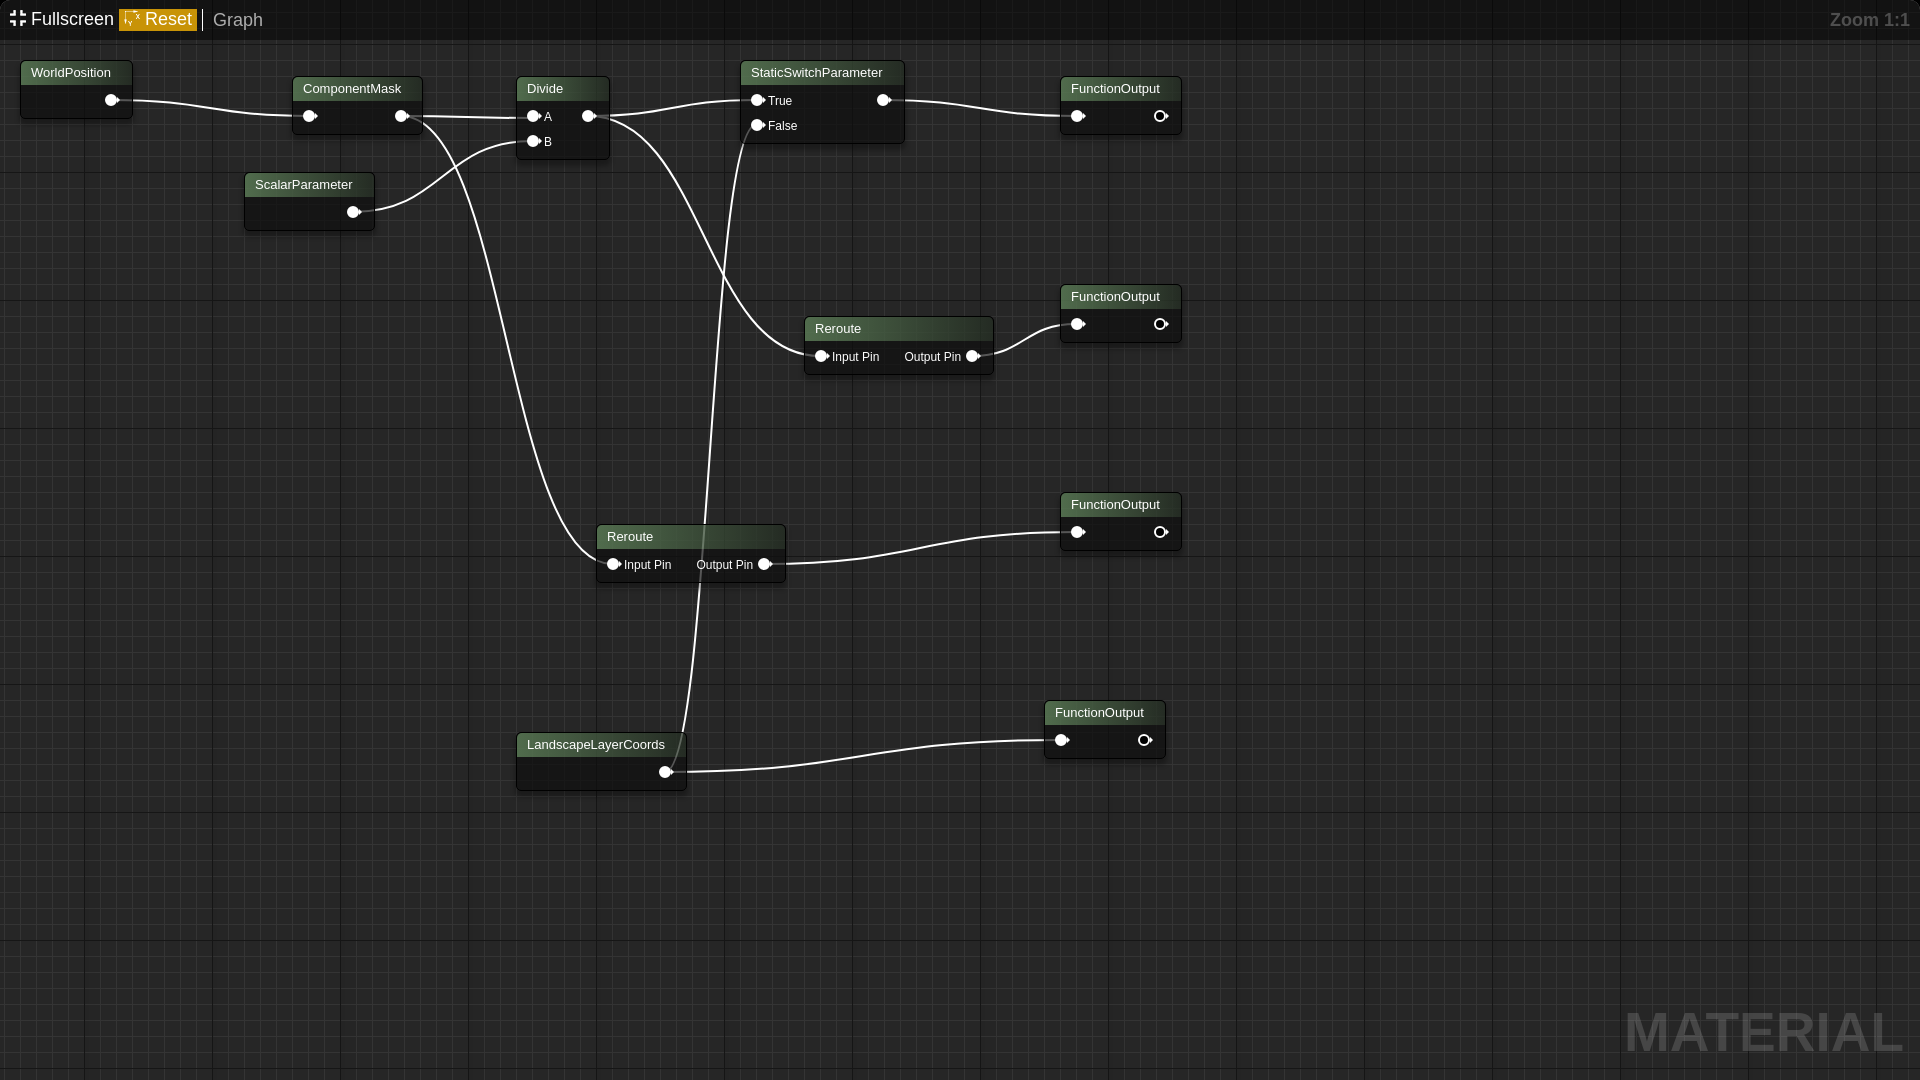 Fullscreen Reset Graph Zoom 1:1
WorldPosition
ComponentMask
Divide
A
B
StaticSwitchParameter
True
False
FunctionOutput
ScalarParameter
FunctionOutput
Reroute
Input Pin Output Pin
FunctionOutput
Reroute
Input Pin Output Pin
FunctionOutput
LandscapeLayerCoords
MATERIAL